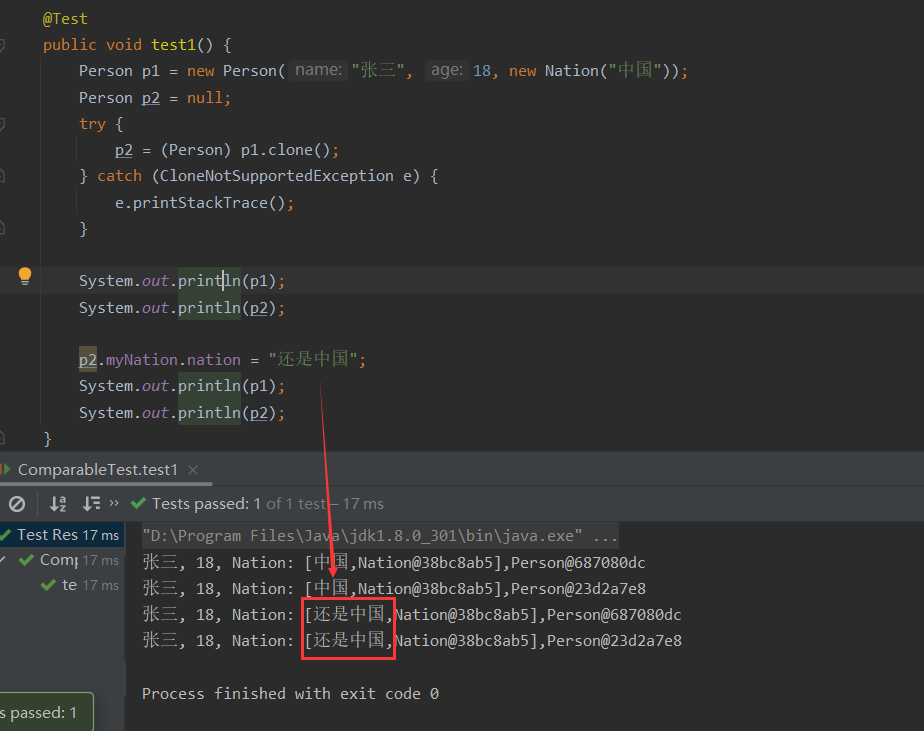 @Test
public void test1() {
Person p1 = new Person( name: "张三", age: 18, new Nation("中国"));
Person p2 = null;
try {
p2 = (Person) p1.clone();
} catch (CloneNotSupportedException e) {
e.printStackTrace();
}
System.out.println(p1);
System.out.println(p2);
p2.myNation.nation = "还是中国";
System.out.println(p1);
System.out.println(p2);
}
ComparableTest.test1
Tests passed: 1 of 1 test – 17 ms
Test Res 17 ms
Comp 17 ms
te 17 ms
"D:\Program Files\Java\jdk1.8.0_301\bin\java.exe" ...
张三, 18, Nation: [中国,Nation@38bc8ab5],Person@687080dc
张三, 18, Nation: [中国,Nation@38bc8ab5],Person@23d2a7e8
张三, 18, Nation: [还是中国,Nation@38bc8ab5],Person@687080dc
张三, 18, Nation: [还是中国,Nation@38bc8ab5],Person@23d2a7e8
Process finished with exit code 0
s passed: 1